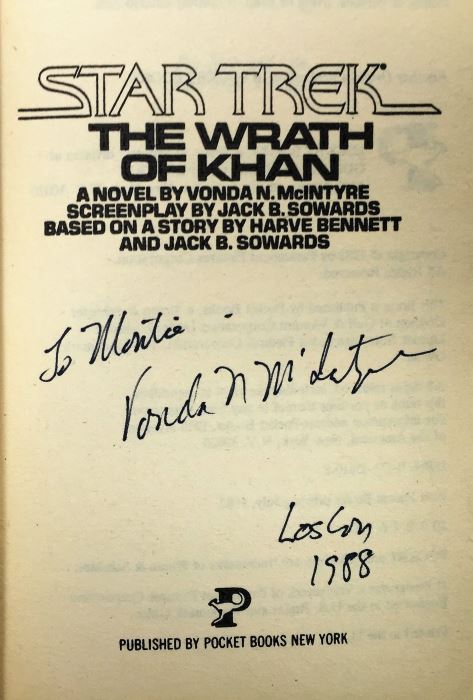 STAR TREK®
THE WRATH
OF KHAN
A NOVEL BY VONDA N. McINTYRE
SCREENPLAY BY JACK B. SOWARDS
BASED ON A STORY BY HARVE BENNETT
AND JACK B. SOWARDS
To Montie -
Vonda N McIntyre
LosCon
1988
P
PUBLISHED BY POCKET BOOKS NEW YORK